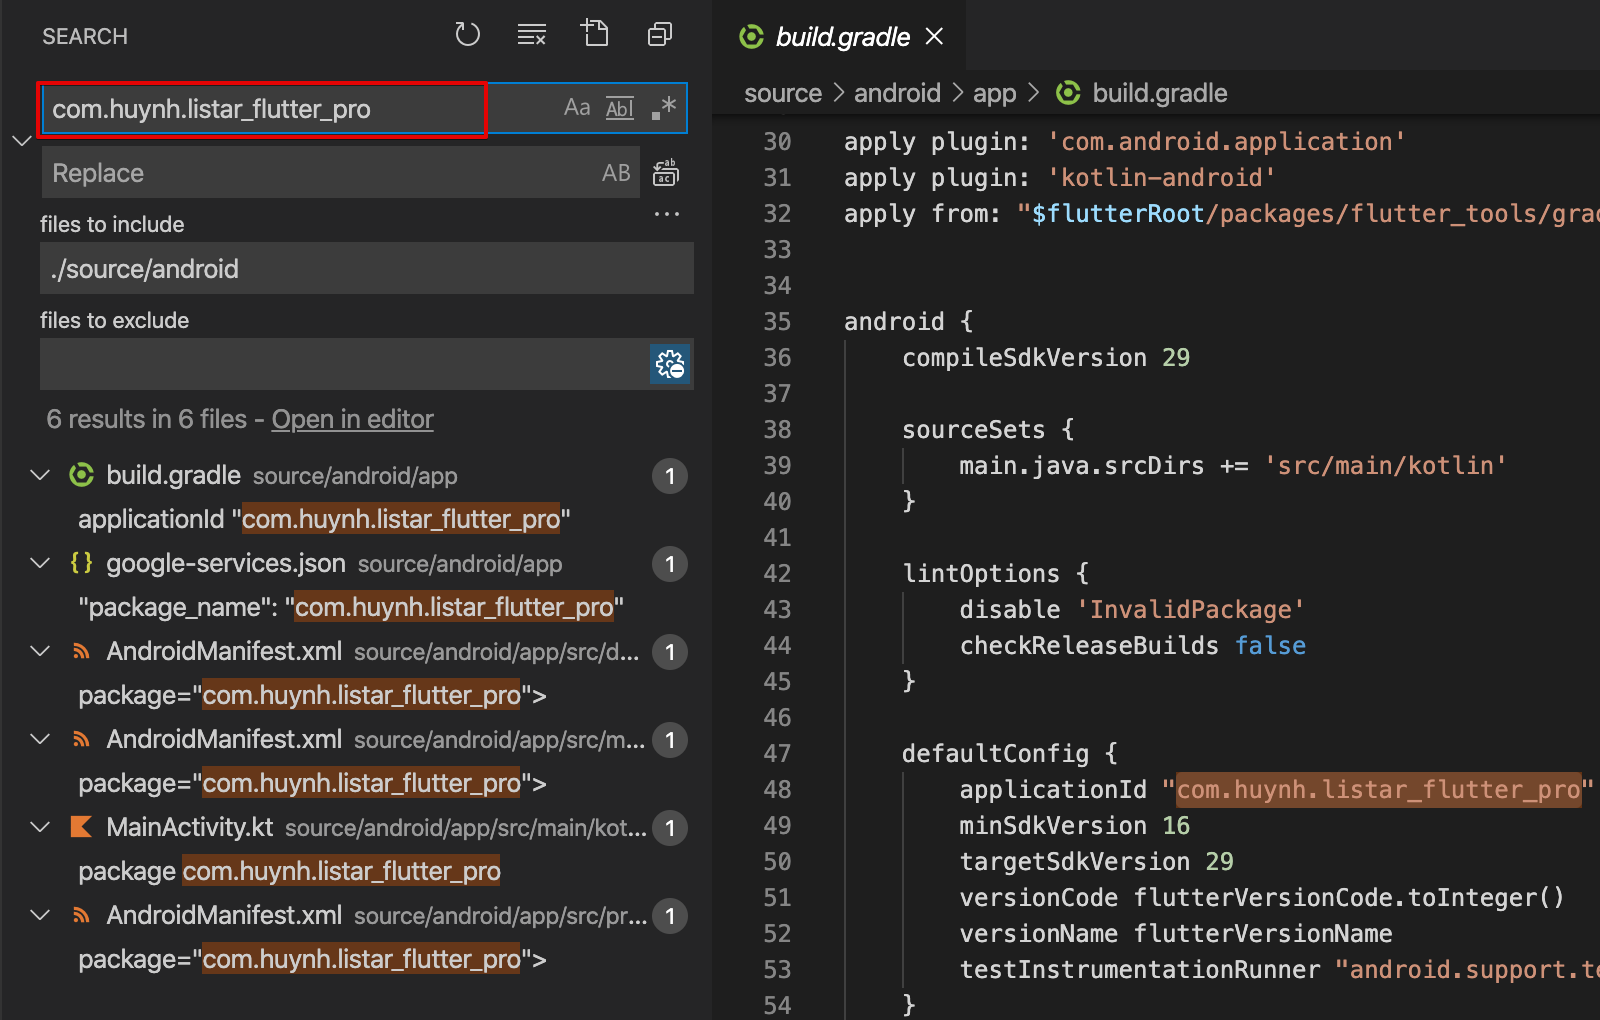 SEARCH
com.huynh.listar_flutter_pro
Aa Abl .*
Replace
AB
ab
ac
...
files to include
./source/android
files to exclude
6 results in 6 files - Open in editor
build.gradle source/android/app 1
applicationId "com.huynh.listar_flutter_pro"
{} google-services.json source/android/app 1
"package_name": "com.huynh.listar_flutter_pro"
AndroidManifest.xml source/android/app/src/d... 1
package="com.huynh.listar_flutter_pro">
AndroidManifest.xml source/android/app/src/m... 1
package="com.huynh.listar_flutter_pro">
MainActivity.kt source/android/app/src/main/kot... 1
package com.huynh.listar_flutter_pro
AndroidManifest.xml source/android/app/src/pr... 1
package="com.huynh.listar_flutter_pro">
build.gradle
source > android > app > build.gradle
30 apply plugin: 'com.android.application'
31 apply plugin: 'kotlin-android'
32 apply from: "$flutterRoot/packages/flutter_tools/grad
33
34
35 android {
36 compileSdkVersion 29
37
38 sourceSets {
39 main.java.srcDirs += 'src/main/kotlin'
40 }
41
42 lintOptions {
43 disable 'InvalidPackage'
44 checkReleaseBuilds false
45 }
46
47 defaultConfig {
48 applicationId "com.huynh.listar_flutter_pro"
49 minSdkVersion 16
50 targetSdkVersion 29
51 versionCode flutterVersionCode.toInteger()
52 versionName flutterVersionName
53 testInstrumentationRunner "android.support.te
54 }